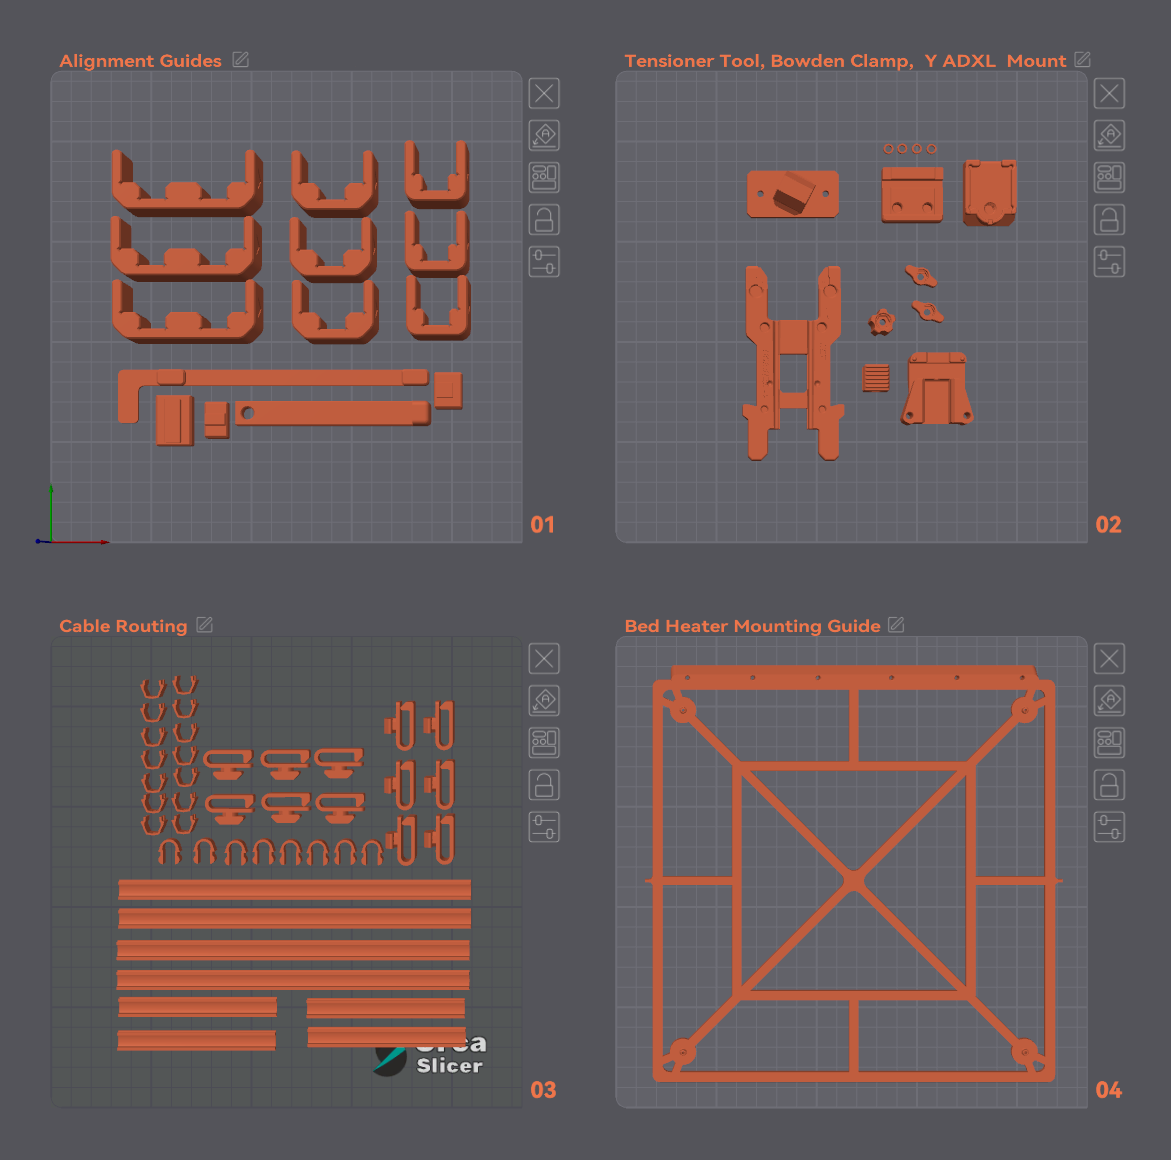 Alignment Guides
Tensioner Tool, Bowden Clamp, Y ADXL Mount
01
02
Cable Routing
Bed Heater Mounting Guide
Orca
Slicer
03
04